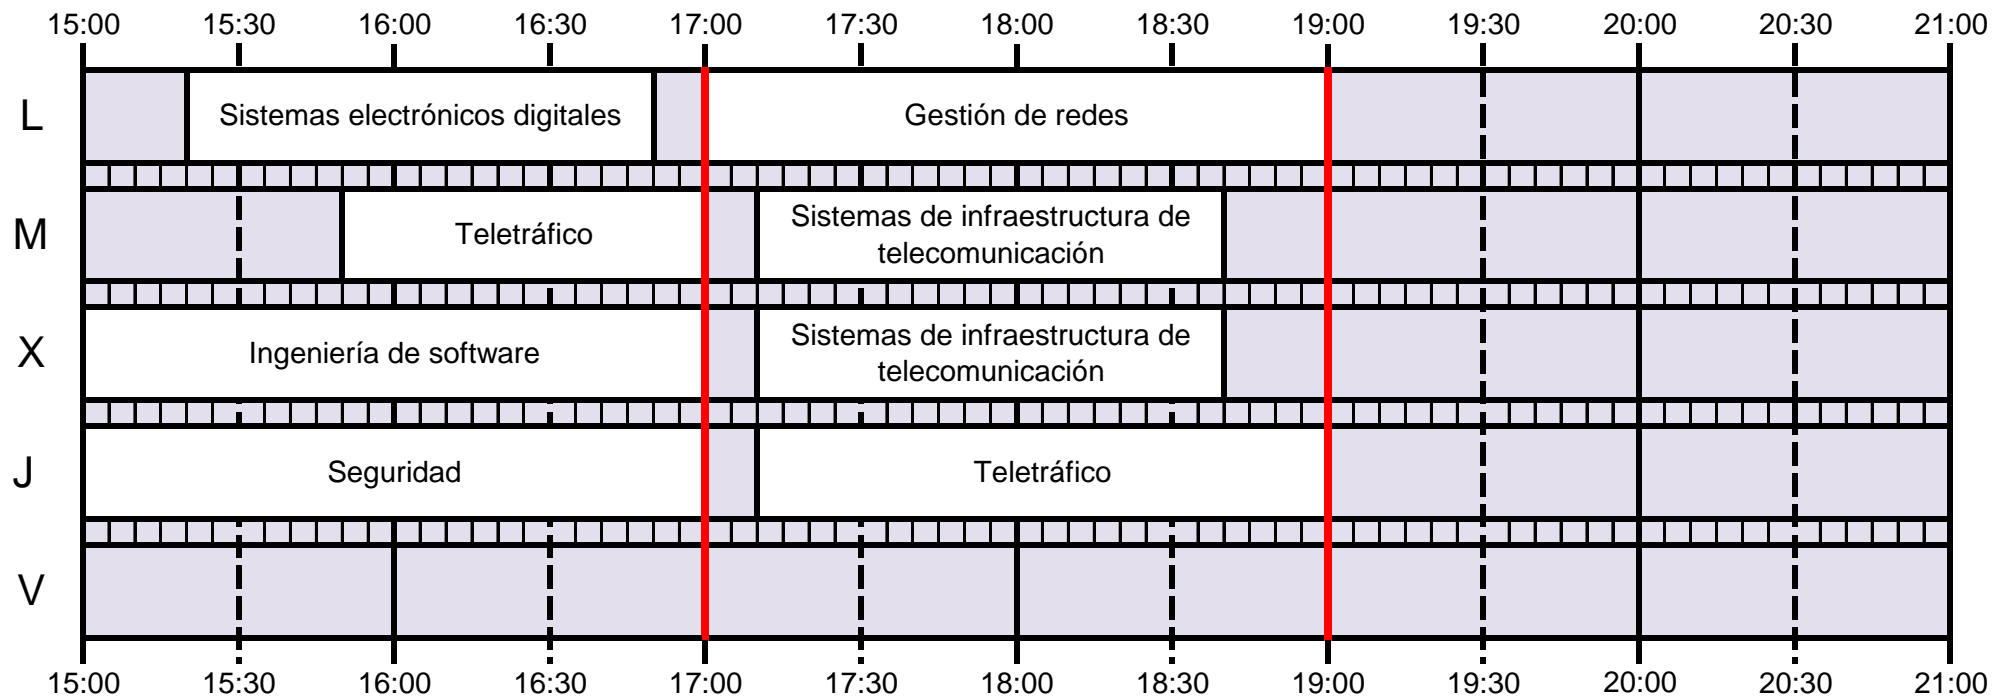 15:00 15:30 16:00 16:30 17:00 17:30 18:00 18:30 19:00 19:30 20:00 20:30 21:00
L Sistemas electrónicos digitales Gestión de redes
M Teletráfico Sistemas de infraestructura de
telecomunicación
X Ingeniería de software Sistemas de infraestructura de
telecomunicación
J Seguridad Teletráfico
V
15:00 15:30 16:00 16:30 17:00 17:30 18:00 18:30 19:00 19:30 20:00 20:30 21:00